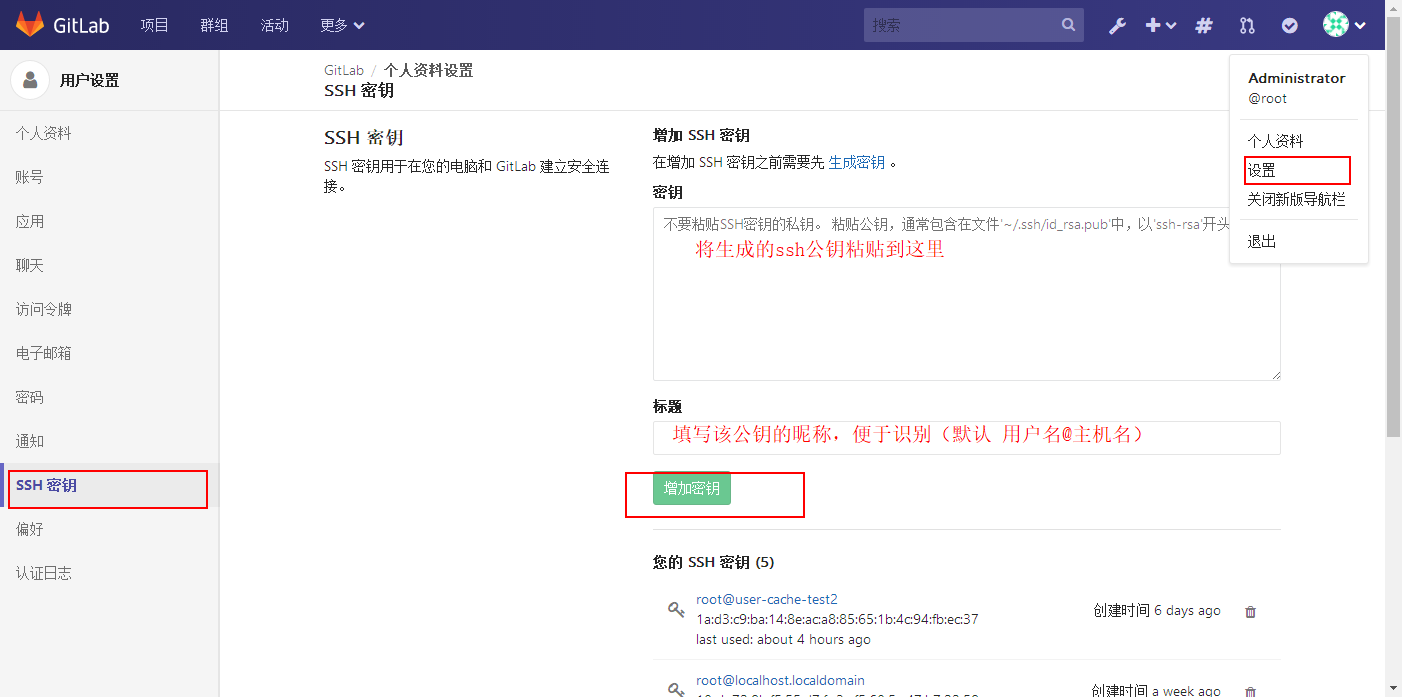 GitLab 项目 群组 活动 更多 搜索
用户设置
个人资料
账号
应用
聊天
访问令牌
电子邮箱
密码
通知
SSH 密钥
偏好
认证日志
GitLab / 个人资料设置
SSH 密钥
SSH 密钥
SSH 密钥用于在您的电脑和 GitLab 建立安全连
接。
增加 SSH 密钥
在增加 SSH 密钥之前需要先 生成密钥 。
密钥
不要粘贴SSH密钥的私钥。 粘贴公钥，通常包含在文件'~/.ssh/id_rsa.pub'中，以'ssh-rsa'开头
将生成的ssh公钥粘贴到这里
标题
填写该公钥的昵称，便于识别（默认 用户名@主机名）
增加密钥
您的 SSH 密钥 (5)
root@user-cache-test2
1a:d3:c9:ba:14:8e:ac:a8:85:65:1b:4c:94:fb:ec:37
last used: about 4 hours ago
创建时间 6 days ago
root@localhost.localdomain
创建时间 a week ago
Administrator
@root
个人资料
设置
关闭新版导航栏
退出